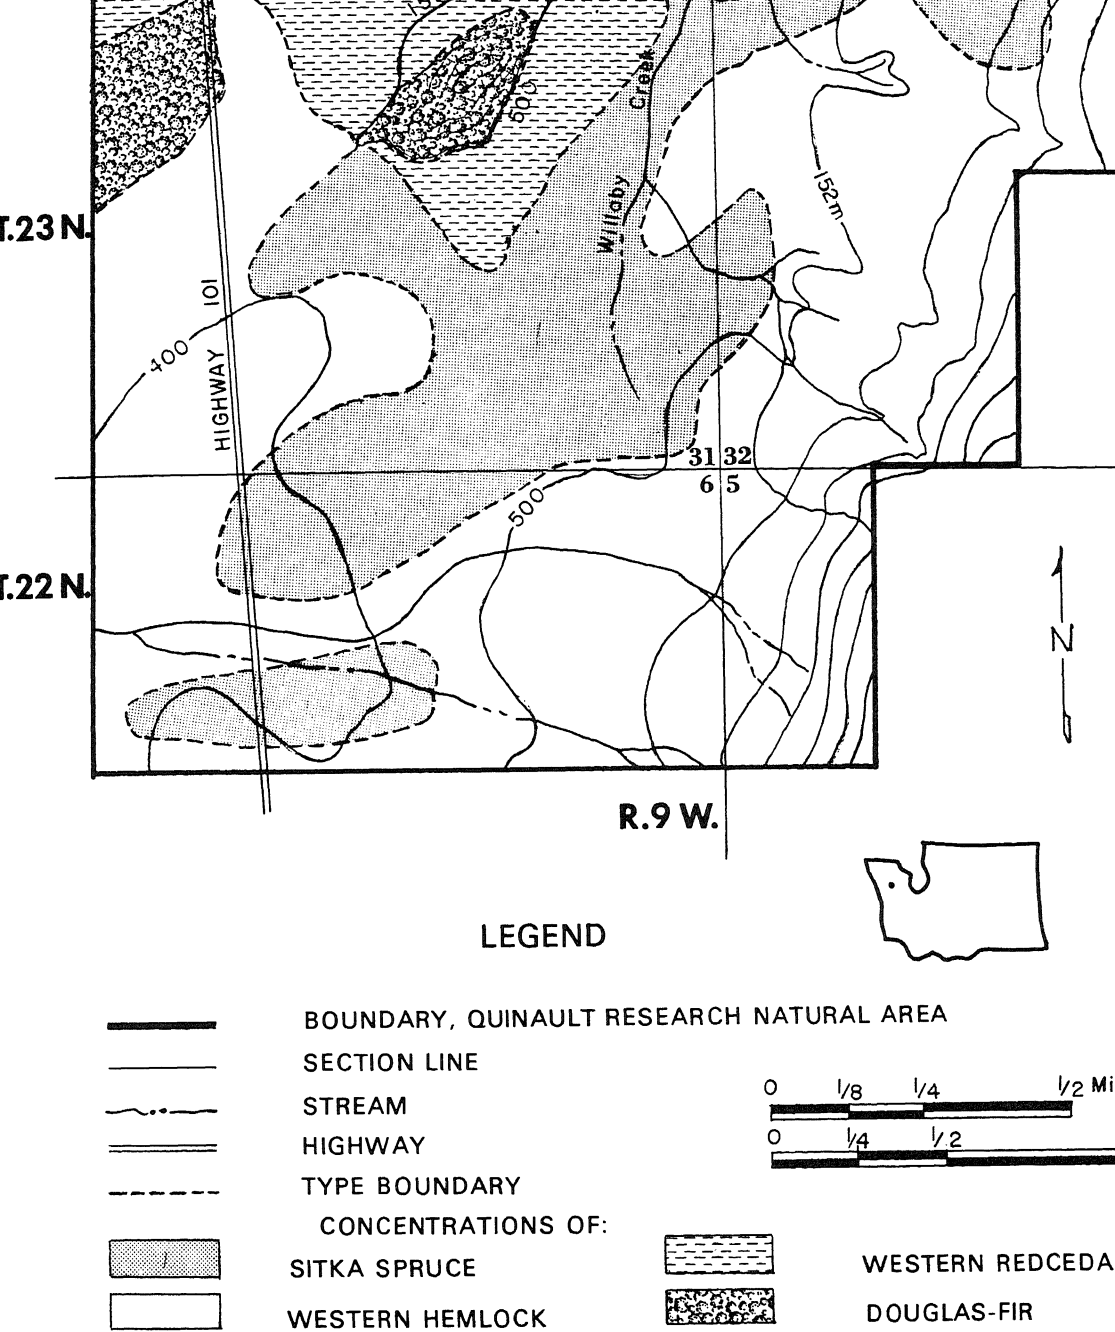 15
500
Creek
Willaby
152m
T.23 N.
HIGHWAY 101
400
31 32
6 5
500
T.22 N.
N
R.9 W.
LEGEND
BOUNDARY, QUINAULT RESEARCH NATURAL AREA
SECTION LINE
STREAM
HIGHWAY
TYPE BOUNDARY
CONCENTRATIONS OF:
SITKA SPRUCE
WESTERN HEMLOCK
0 1/8 1/4 1/2 Mi
0 1/4 1/2
WESTERN REDCEDA
DOUGLAS-FIR